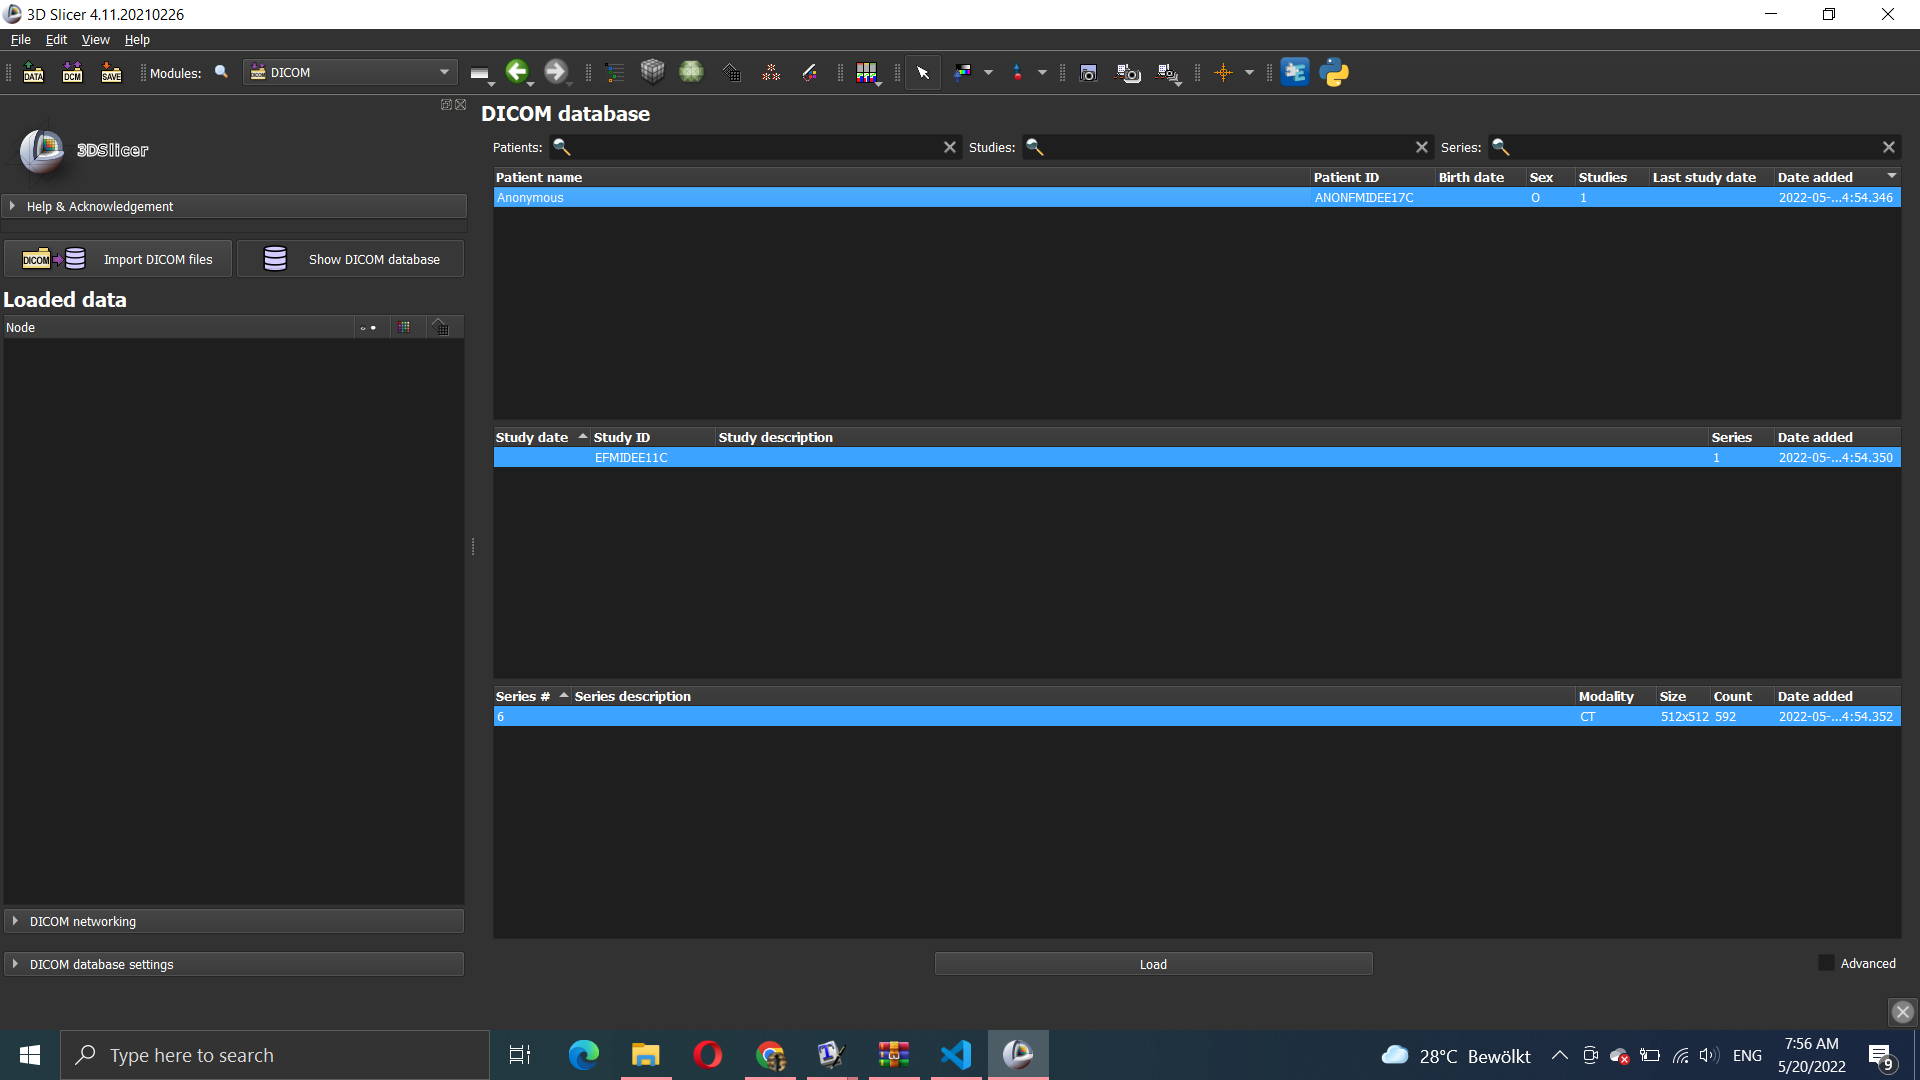 3D Slicer 4.11.20210226
File Edit View Help
DATA DCM SAVE Modules: DICOM
3DSlicer
Help & Acknowledgement
DICOM Import DICOM files Show DICOM database
Loaded data
Node
DICOM networking
DICOM database settings
DICOM database
Patients: Studies: Series:
Patient name Patient ID Birth date Sex Studies Last study date Date added
Anonymous ANONFMIDEE17C O 1 2022-05-...4:54.346
Study date Study ID Study description Series Date added
EFMIDEE11C 1 2022-05-...4:54.350
Series # Series description Modality Size Count Date added
6 CT 512x512 592 2022-05-...4:54.352
Load Advanced
Type here to search 28°C Bewölkt ENG 7:56 AM 9
5/20/2022